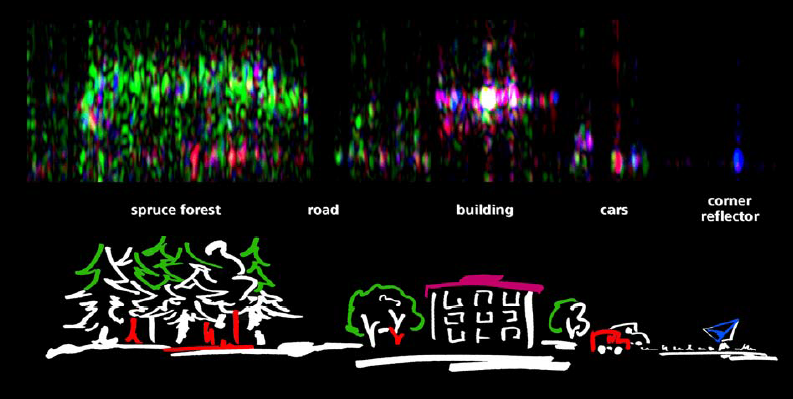 spruce forest
road
building
cars
corner
reflector